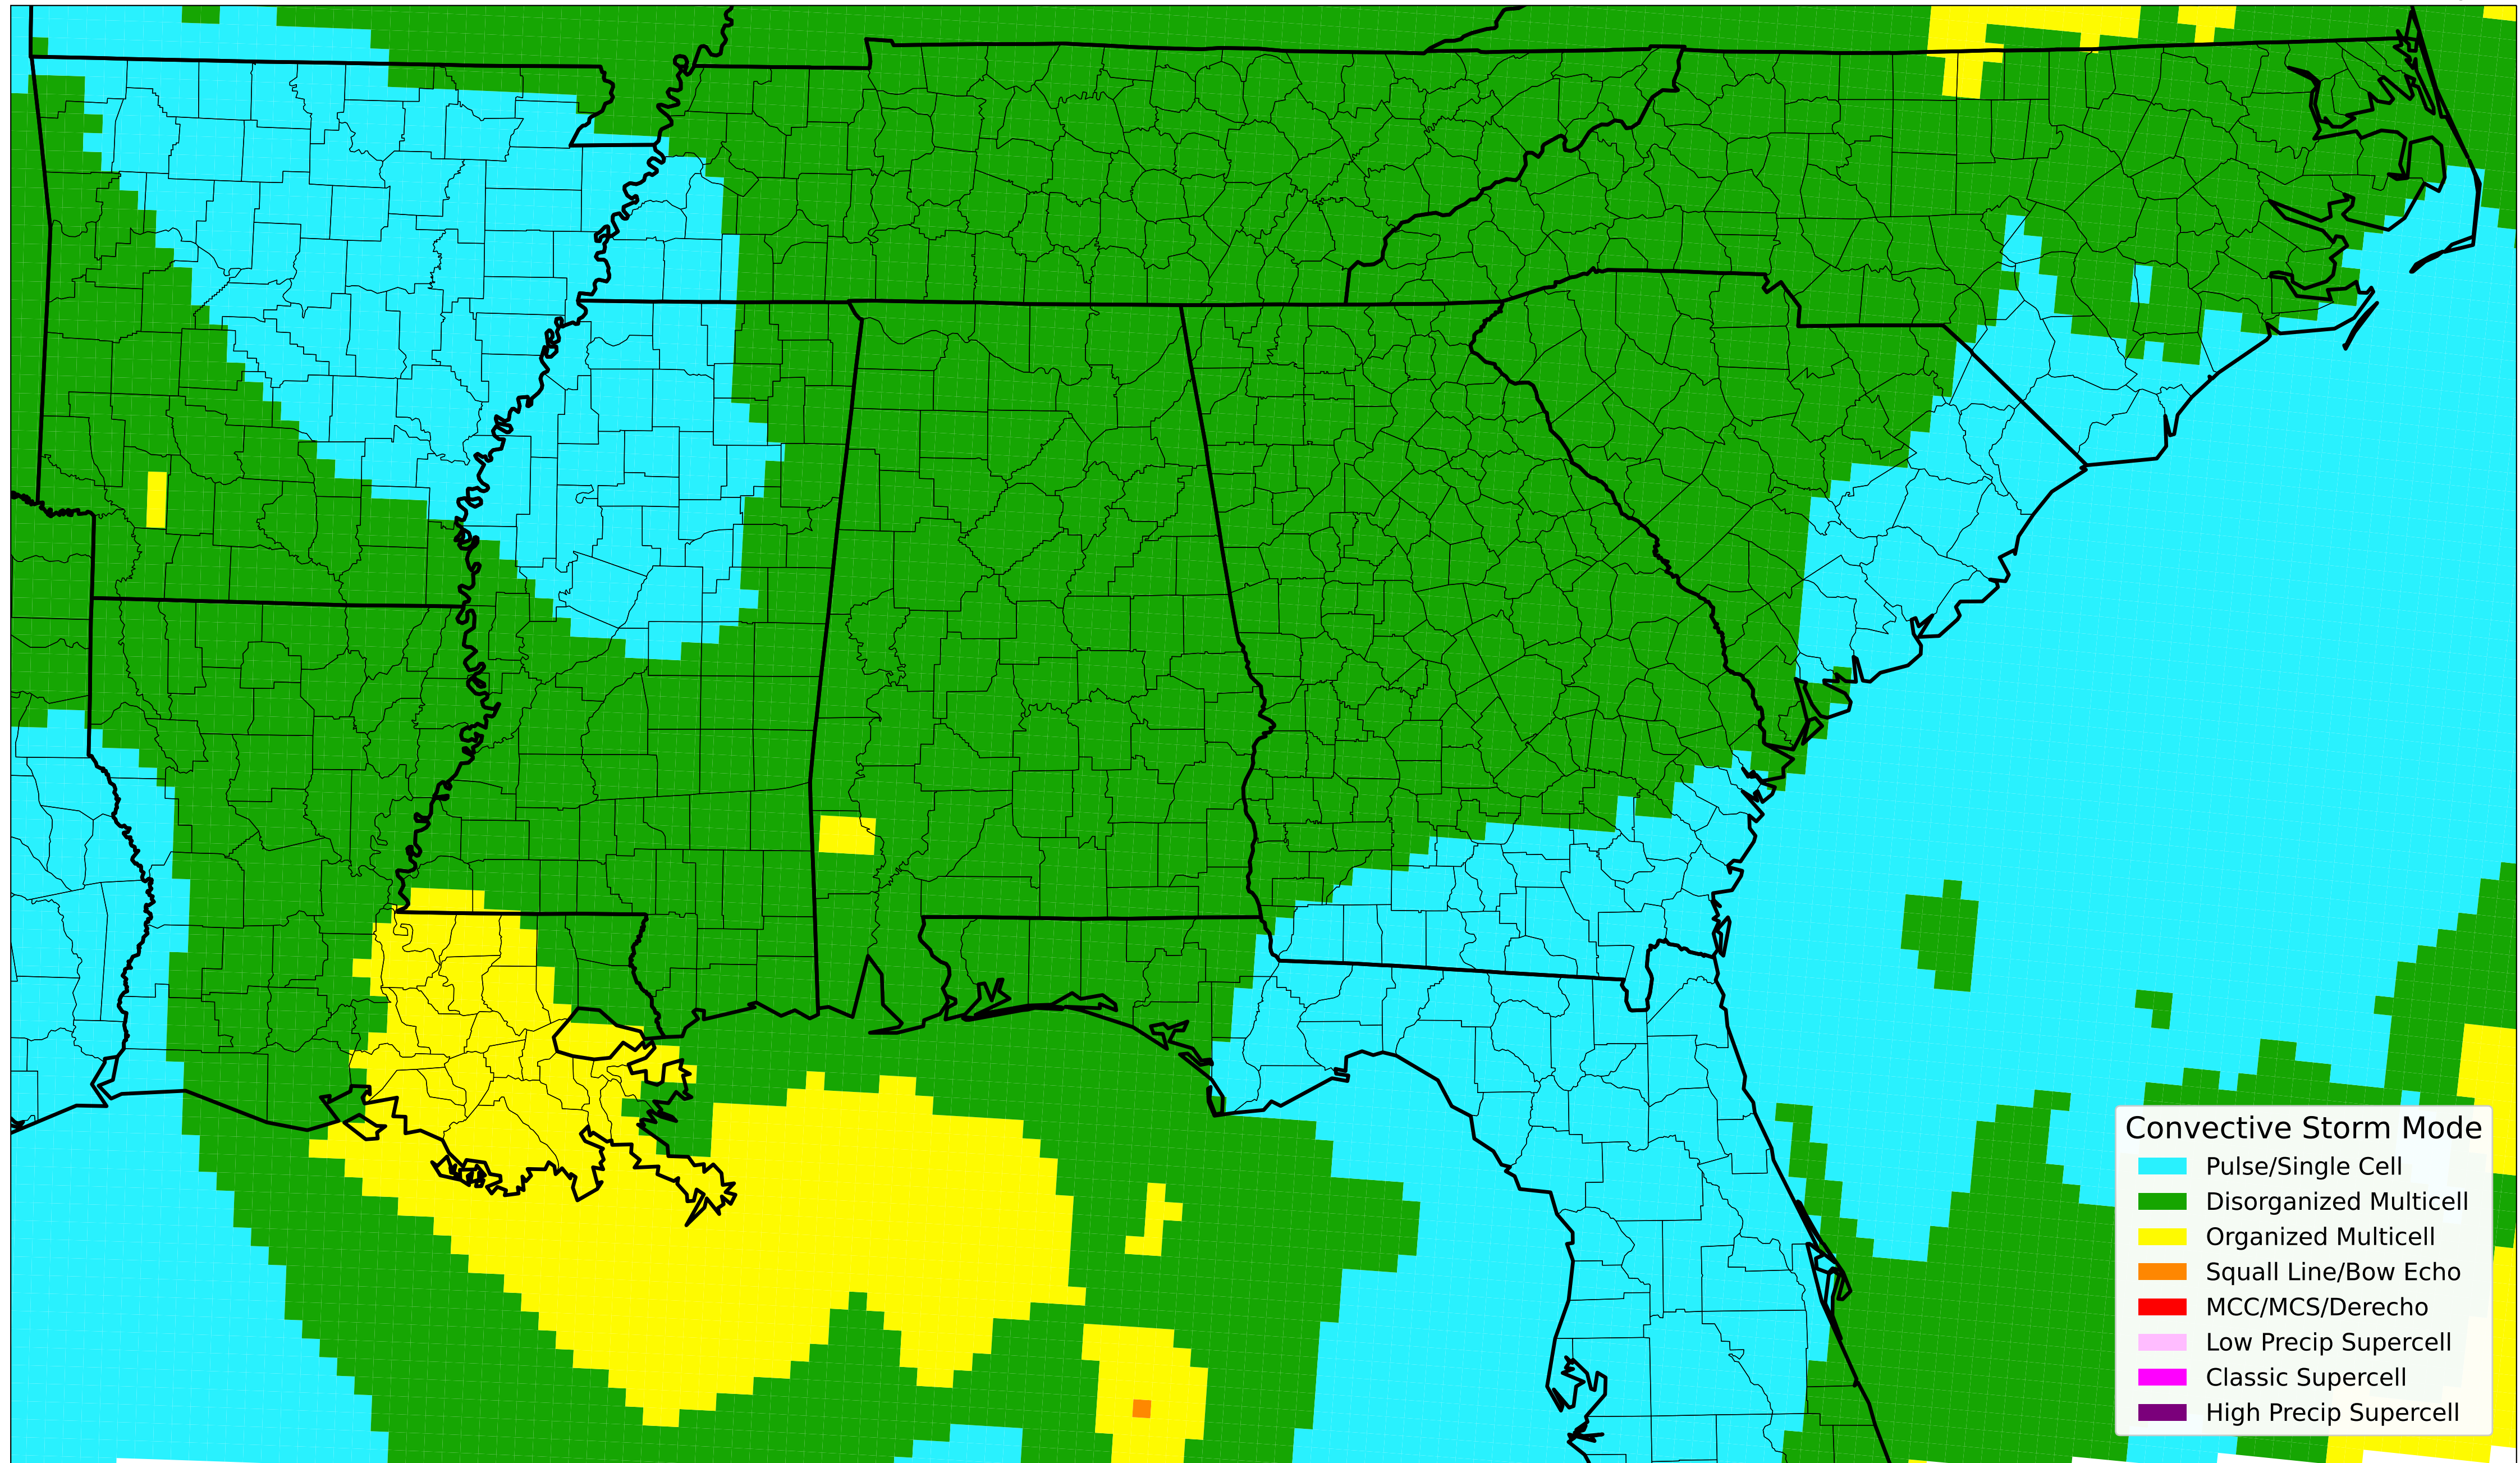 Convective Storm Mode
Pulse/Single Cell
Disorganized Multicell
Organized Multicell
Squall Line/Bow Echo
MCC/MCS/Derecho
Low Precip Supercell
Classic Supercell
High Precip Supercell